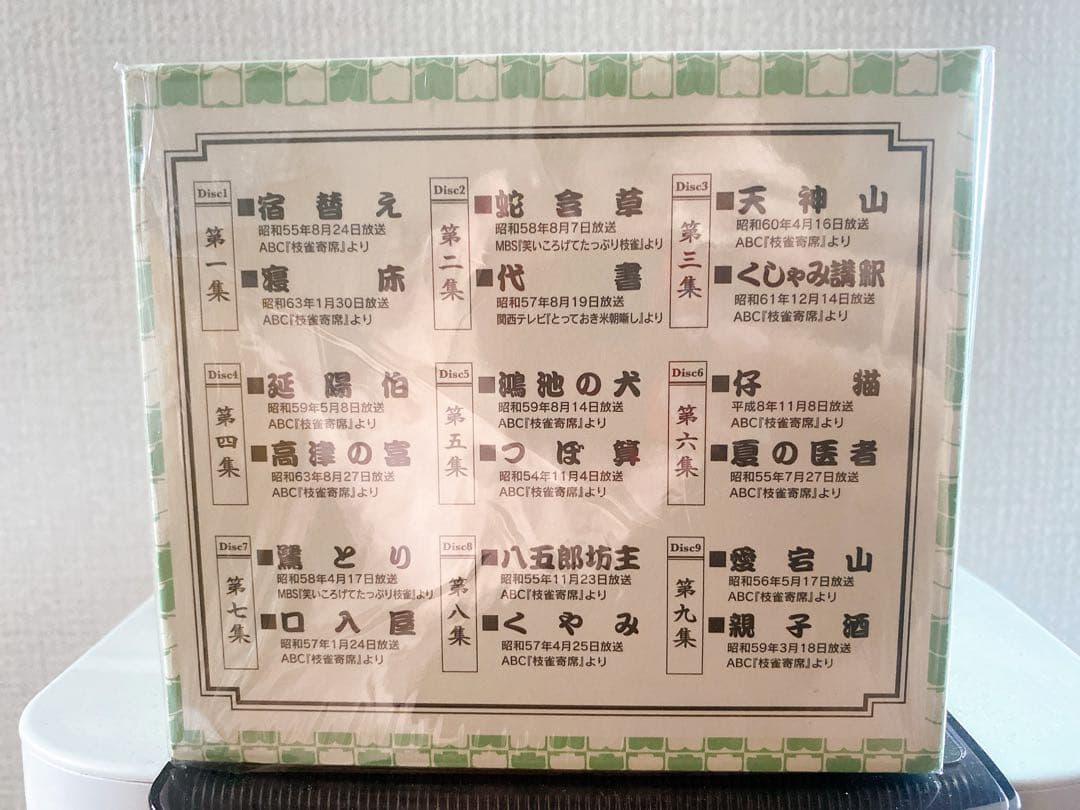 Disc1
第一集
■宿替え
昭和55年8月24日放送
ABC『枝雀寄席』より
■寝床
昭和63年1月30日放送
ABC『枝雀寄席』より
Disc2
第二集
■蛇含草
昭和58年8月7日放送
MBS『笑いころげてたっぷり枝雀』より
■代書
昭和57年8月19日放送
関西テレビ『とっておき米朝噺し』より
Disc3
第三集
■天神山
昭和60年4月16日放送
ABC『枝雀寄席』より
■くしゃみ講釈
昭和61年12月14日放送
ABC『枝雀寄席』より
Disc4
第四集
■延陽伯
昭和59年5月8日放送
ABC『枝雀寄席』より
■高津の富
昭和63年8月27日放送
ABC『枝雀寄席』より
Disc5
第五集
■鴻池の犬
昭和59年8月14日放送
ABC『枝雀寄席』より
■つぼ算
昭和54年11月4日放送
ABC『枝雀寄席』より
Disc6
第六集
■仔猫
平成8年11月8日放送
ABC『枝雀寄席』より
■夏の医者
昭和55年7月27日放送
ABC『枝雀寄席』より
Disc7
第七集
■鷺とり
昭和58年4月17日放送
MBS『笑いころげてたっぷり枝雀』より
■口入屋
昭和57年1月24日放送
ABC『枝雀寄席』より
Disc8
第八集
■八五郎坊主
昭和55年11月23日放送
ABC『枝雀寄席』より
■くやみ
昭和57年4月25日放送
ABC『枝雀寄席』より
Disc9
第九集
■愛宕山
昭和56年5月17日放送
ABC『枝雀寄席』より
■親子酒
昭和59年3月18日放送
ABC『枝雀寄席』より